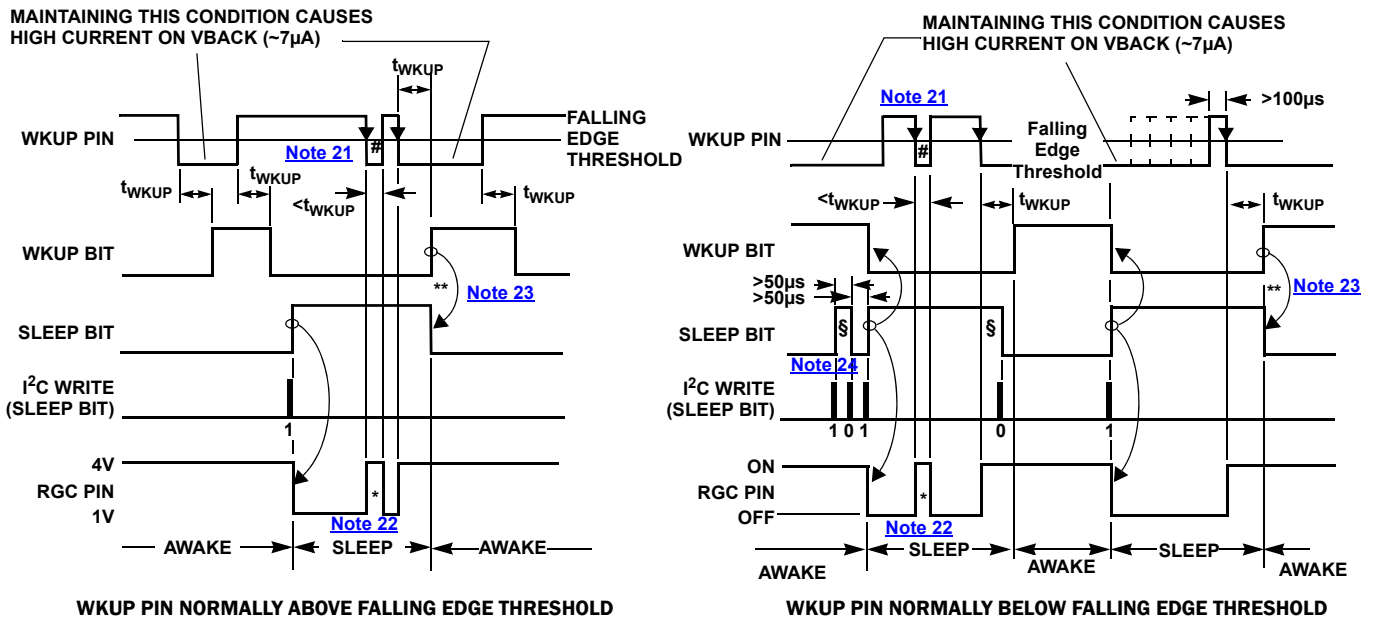 MAINTAINING THIS CONDITION CAUSES
HIGH CURRENT ON VBACK (~7µA)
tWKUP
WKUP PIN
Note 21
#
FALLING
EDGE
THRESHOLD
tWKUP
tWKUP
<tWKUP
tWKUP
WKUP BIT
**
Note 23
SLEEP BIT
I2C WRITE
(SLEEP BIT)
1
4V
RGC PIN
1V
*
Note 22
AWAKE
SLEEP
AWAKE
WKUP PIN NORMALLY ABOVE FALLING EDGE THRESHOLD
MAINTAINING THIS CONDITION CAUSES
HIGH CURRENT ON VBACK (~7µA)
Note 21
>100µs
WKUP PIN
#
Falling
Edge
Threshold
<tWKUP
tWKUP
tWKUP
WKUP BIT
>50µs
>50µs
**
Note 23
SLEEP BIT
§
§
Note 24
I2C WRITE
(SLEEP BIT)
1 0 1
0
1
ON
RGC PIN
OFF
*
Note 22
SLEEP
SLEEP
AWAKE
AWAKE
AWAKE
WKUP PIN NORMALLY BELOW FALLING EDGE THRESHOLD